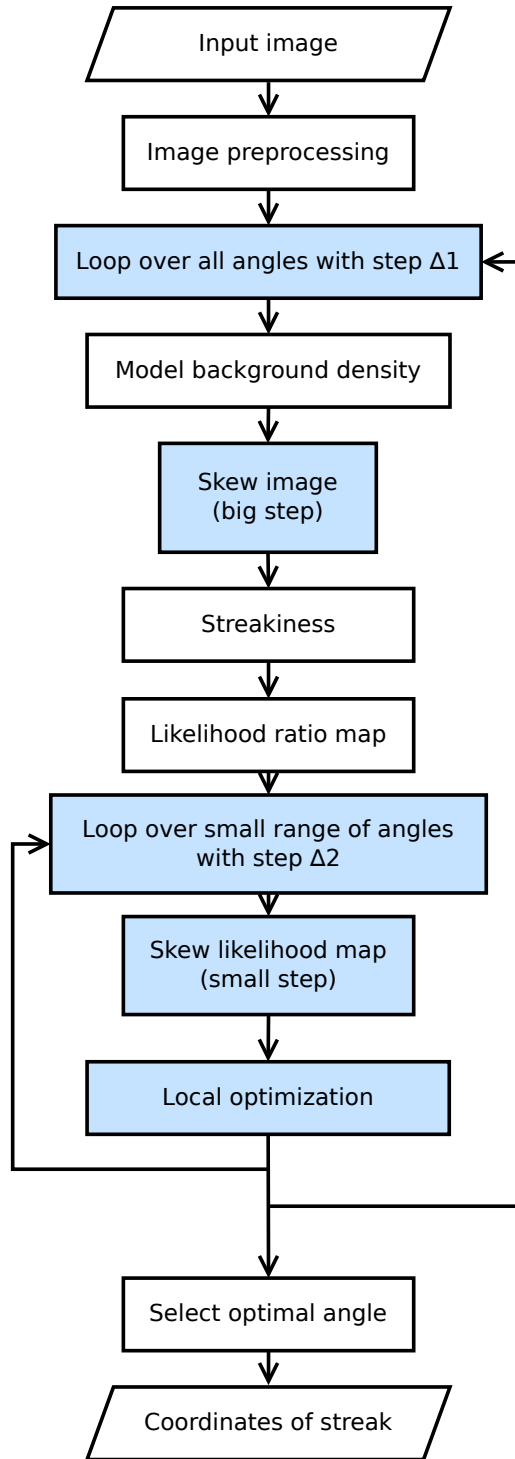 Input image
Image preprocessing
Loop over all angles with step Δ1
Model background density
Skew image
(big step)
Streakiness
Likelihood ratio map
Loop over small range of angles
with step Δ2
Skew likelihood map
(small step)
Local optimization
Select optimal angle
Coordinates of streak